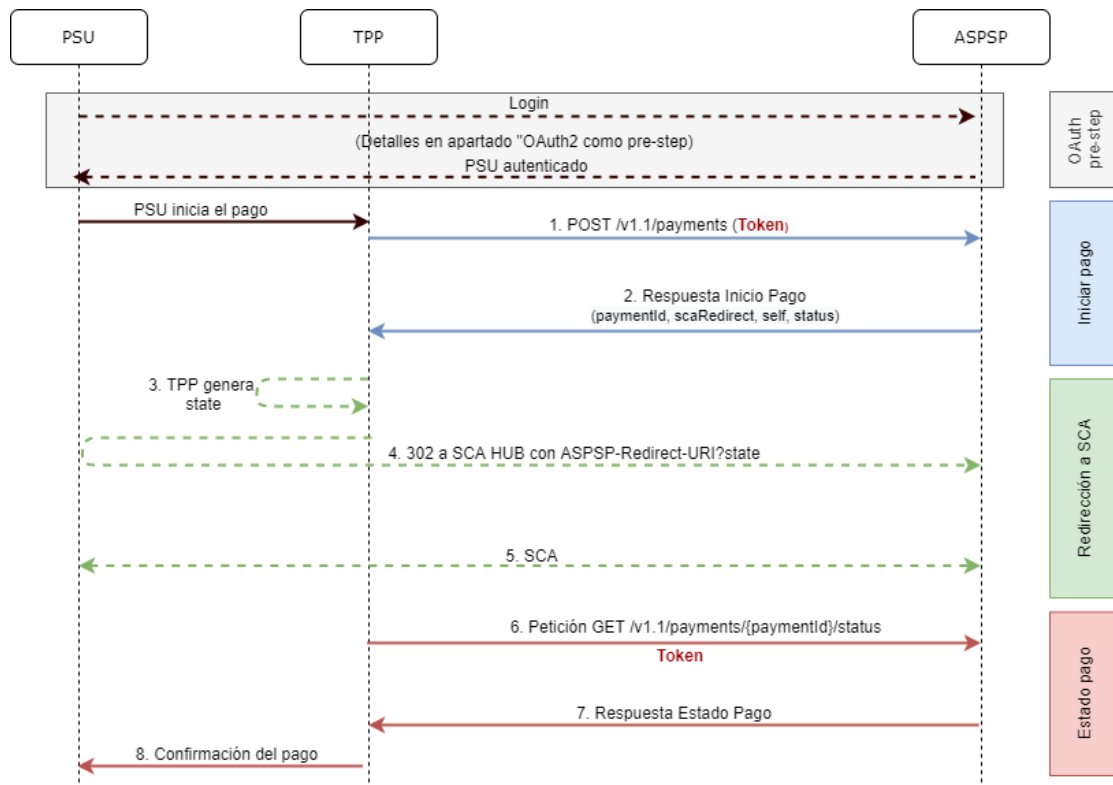 PSU
TPP
ASPSP
Login
(Detalles en apartado "OAuth2 como pre-step)
PSU autenticado
OAuth
pre-step
PSU inicia el pago
1. POST /v1.1/payments (Token)
2. Respuesta Inicio Pago
(paymentId, scaRedirect, self, status)
Iniciar pago
3. TPP genera
state
4. 302 a SCA HUB con ASPSP-Redirect-URI?state
5. SCA
Redirección a SCA
6. Petición GET /v1.1/payments/{paymentId}/status
Token
7. Respuesta Estado Pago
8. Confirmación del pago
Estado pago